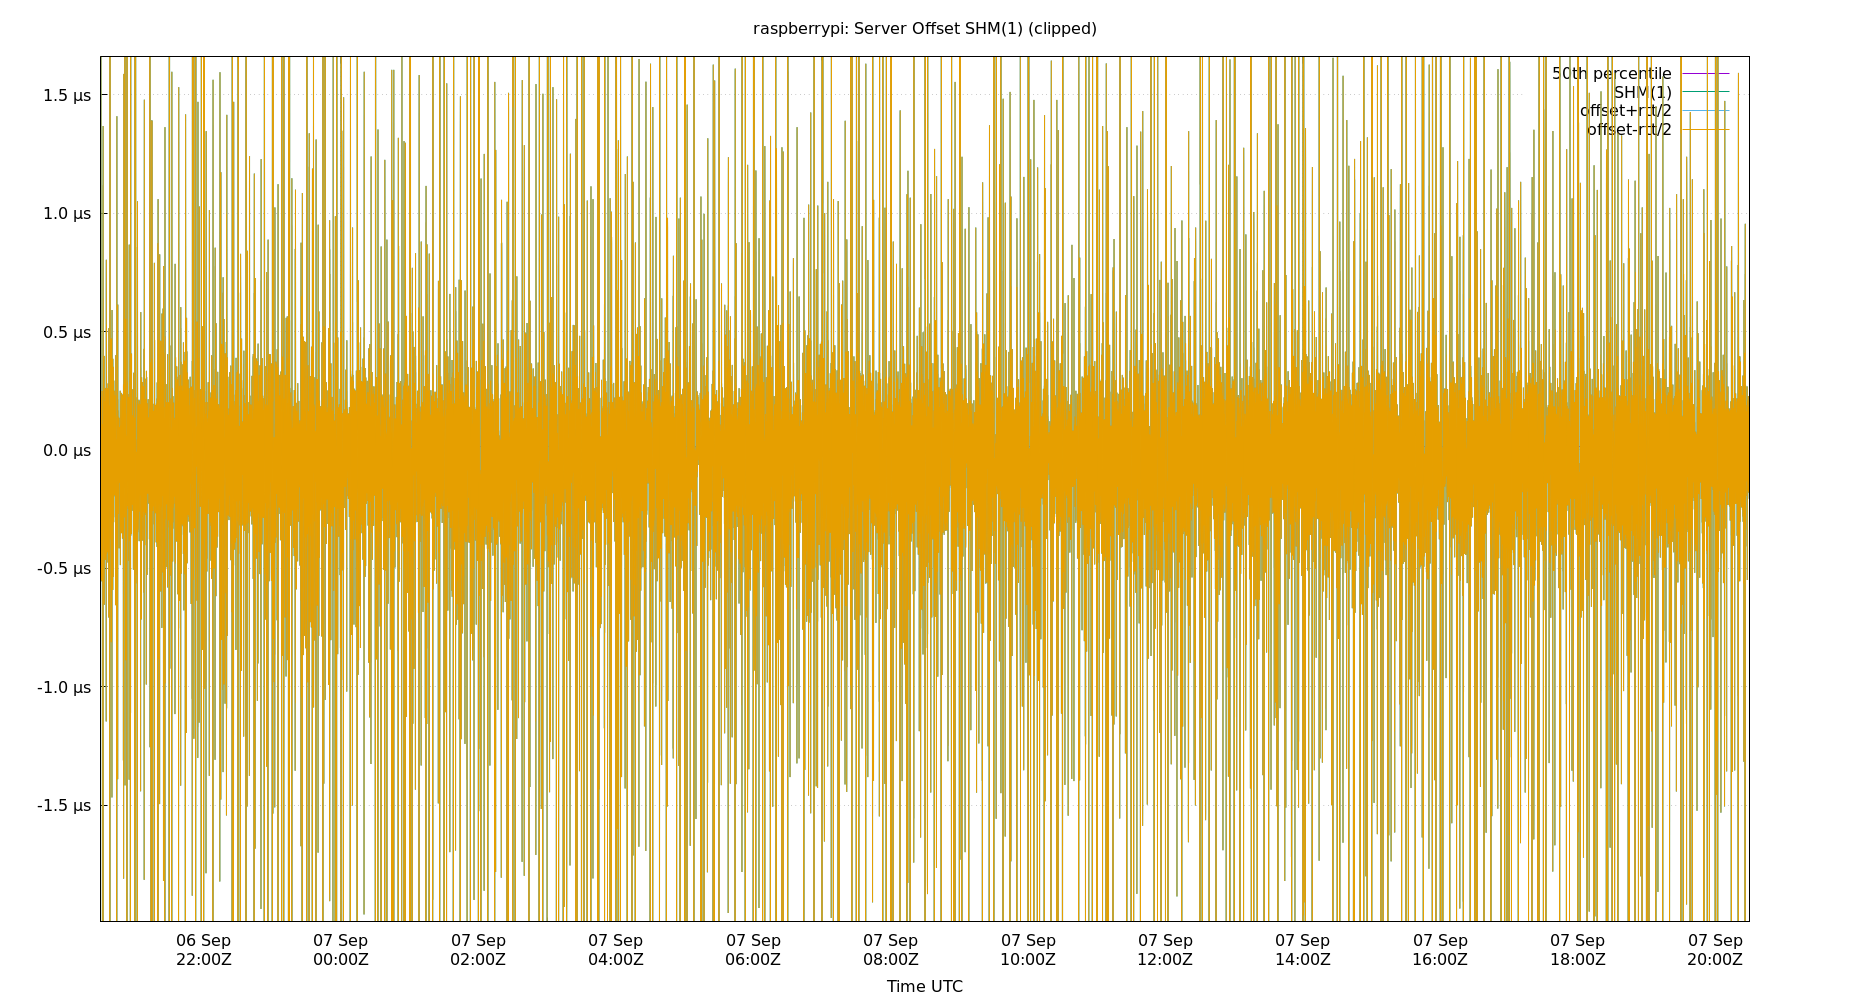 raspberrypi: Server Offset SHM(1) (clipped)
50th percentile
SHM(1)
offset+rtt/2
offset-rtt/2
1.5 µs
1.0 µs
0.5 µs
0.0 µs
-0.5 µs
-1.0 µs
-1.5 µs
06 Sep 07 Sep 07 Sep 07 Sep 07 Sep 07 Sep 07 Sep 07 Sep 07 Sep 07 Sep 07 Sep 07 Sep
22:00Z 00:00Z 02:00Z 04:00Z 06:00Z 08:00Z 10:00Z 12:00Z 14:00Z 16:00Z 18:00Z 20:00Z
Time UTC